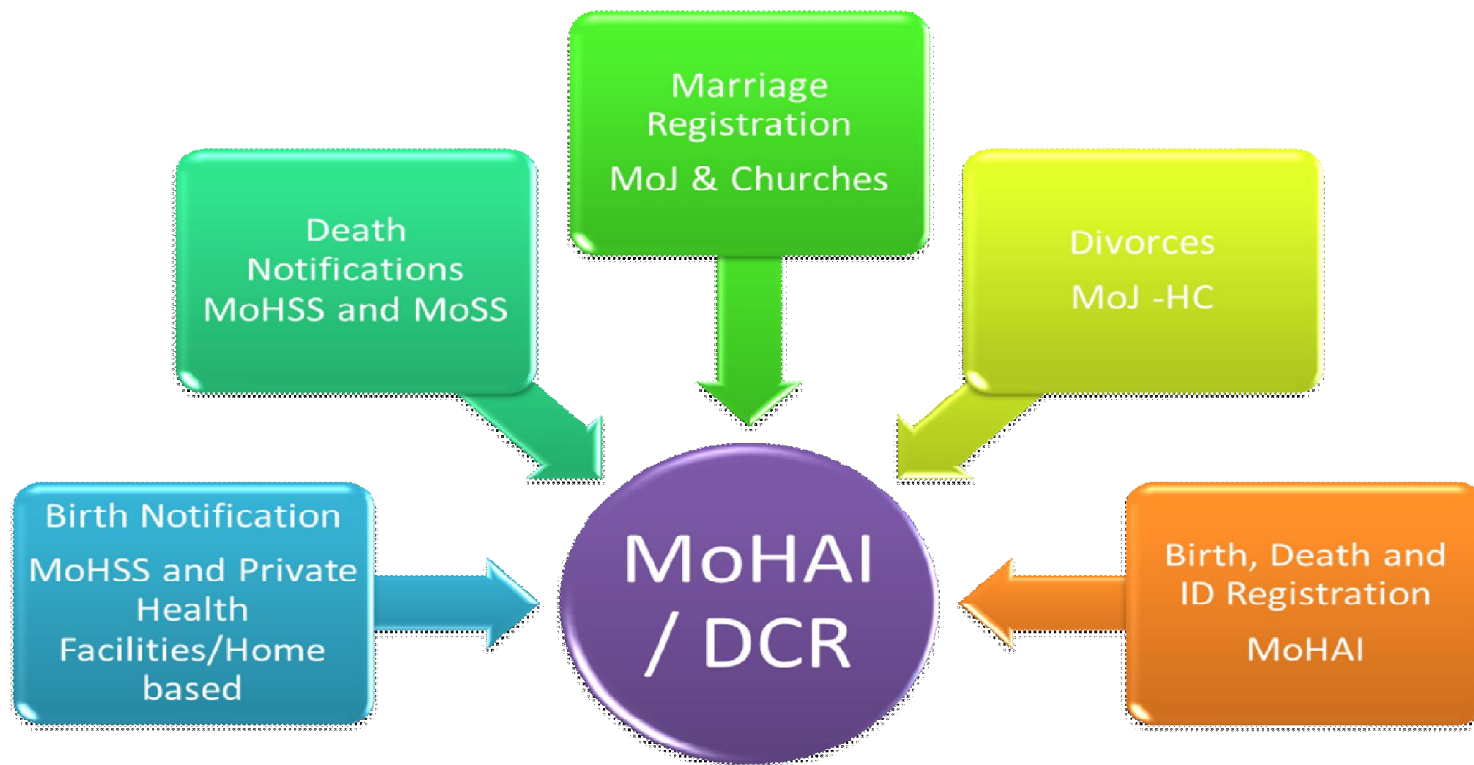 Marriage
Registration
MoJ & Churches
Death
Notifications
MoHSS and MoSS
Divorces
MoJ -HC
Birth Notification
MoHSS and Private
Health
Facilities/Home
based
MoHAI
/ DCR
Birth, Death and
ID Registration
MoHAI